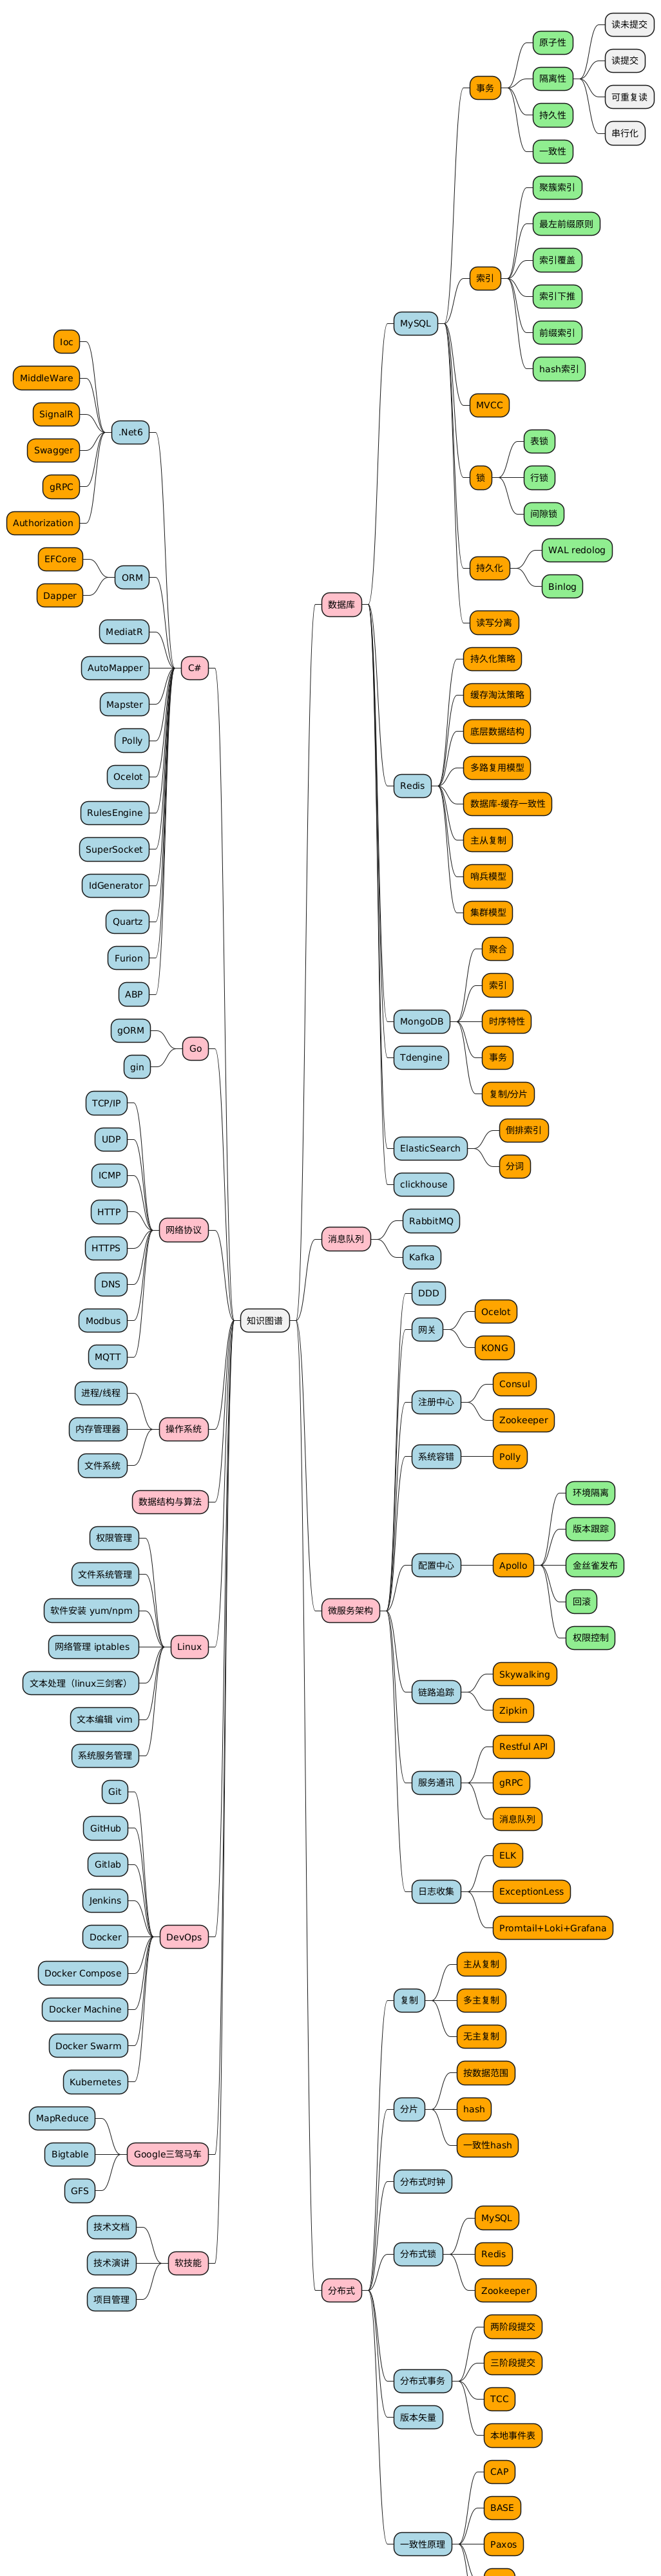 知识图谱
数据库
MySQL
事务
原子性
隔离性
读未提交
读提交
可重复读
串行化
持久性
一致性
索引
聚簇索引
最左前缀原则
索引覆盖
索引下推
前缀索引
hash索引
MVCC
锁
表锁
行锁
间隙锁
持久化
WAL redolog
Binlog
读写分离
Redis
持久化策略
缓存淘汰策略
底层数据结构
多路复用模型
数据库-缓存一致性
主从复制
哨兵模型
集群模型
MongoDB
聚合
索引
时序特性
事务
复制/分片
Tdengine
ElasticSearch
倒排索引
分词
clickhouse
消息队列
RabbitMQ
Kafka
微服务架构
DDD
网关
Ocelot
KONG
注册中心
Consul
Zookeeper
系统容错
Polly
配置中心
Apollo
环境隔离
版本跟踪
金丝雀发布
回滚
权限控制
链路追踪
Skywalking
Zipkin
服务通讯
Restful API
gRPC
消息队列
日志收集
ELK
ExceptionLess
Promtail+Loki+Grafana
分布式
复制
主从复制
多主复制
无主复制
分片
按数据范围
hash
一致性hash
分布式时钟
分布式锁
MySQL
Redis
Zookeeper
分布式事务
两阶段提交
三阶段提交
TCC
本地事件表
版本矢量
一致性原理
CAP
BASE
Paxos
C#
.Net6
Ioc
MiddleWare
SignalR
Swagger
gRPC
Authorization
ORM
EFCore
Dapper
MediatR
AutoMapper
Mapster
Polly
Ocelot
RulesEngine
SuperSocket
IdGenerator
Quartz
Furion
ABP
Go
gORM
gin
网络协议
TCP/IP
UDP
ICMP
HTTP
HTTPS
DNS
Modbus
MQTT
操作系统
进程/线程
内存管理器
文件系统
数据结构与算法
Linux
权限管理
文件系统管理
软件安装 yum/npm
网络管理 iptables
文本处理（linux三剑客）
文本编辑 vim
系统服务管理
DevOps
Git
GitHub
Gitlab
Jenkins
Docker
Docker Compose
Docker Machine
Docker Swarm
Kubernetes
Google三驾马车
MapReduce
Bigtable
GFS
软技能
技术文档
技术演讲
项目管理